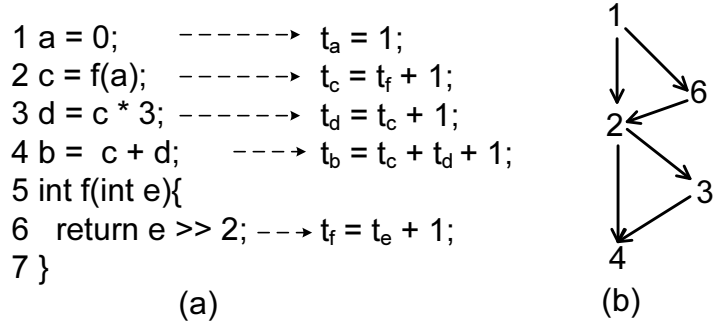 1 a = 0; t_a = 1;
2 c = f(a); t_c = t_f + 1;
3 d = c * 3; t_d = t_c + 1;
4 b = c + d; t_b = t_c + t_d + 1;
5 int f(int e){
6 return e >> 2; t_f = t_e + 1;
7 }
(a)
1
6
2
3
4
(b)